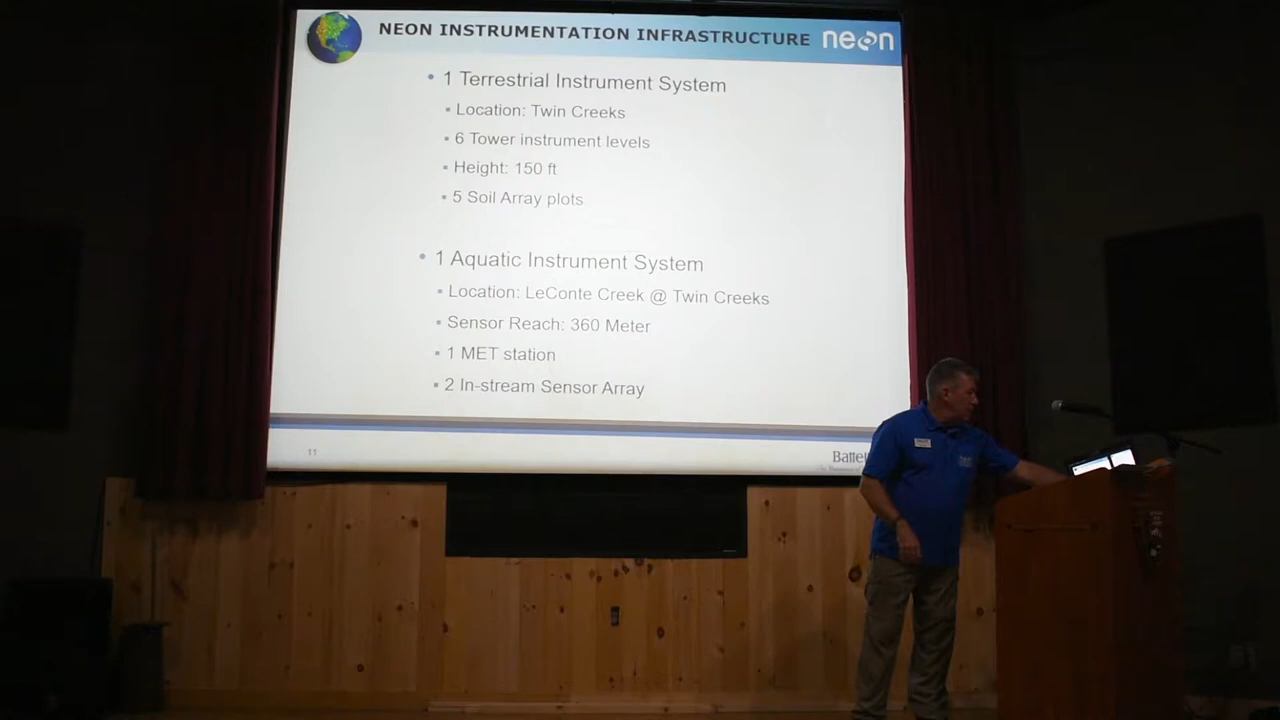 NEON INSTRUMENTATION INFRASTRUCTURE
neon
• 1 Terrestrial Instrument System
▪ Location: Twin Creeks
▪ 6 Tower instrument levels
▪ Height: 150 ft
▪ 5 Soil Array plots
• 1 Aquatic Instrument System
▪ Location: LeConte Creek @ Twin Creeks
▪ Sensor Reach: 360 Meter
▪ 1 MET station
▪ 2 In-stream Sensor Array
11